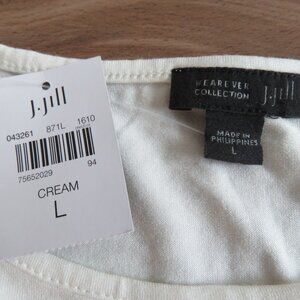 J.Jill
043261 871L 1610
75652029 94
CREAM
L
WEAREVER
COLLECTION J.Jill
MADE IN
PHILIPPINES
L